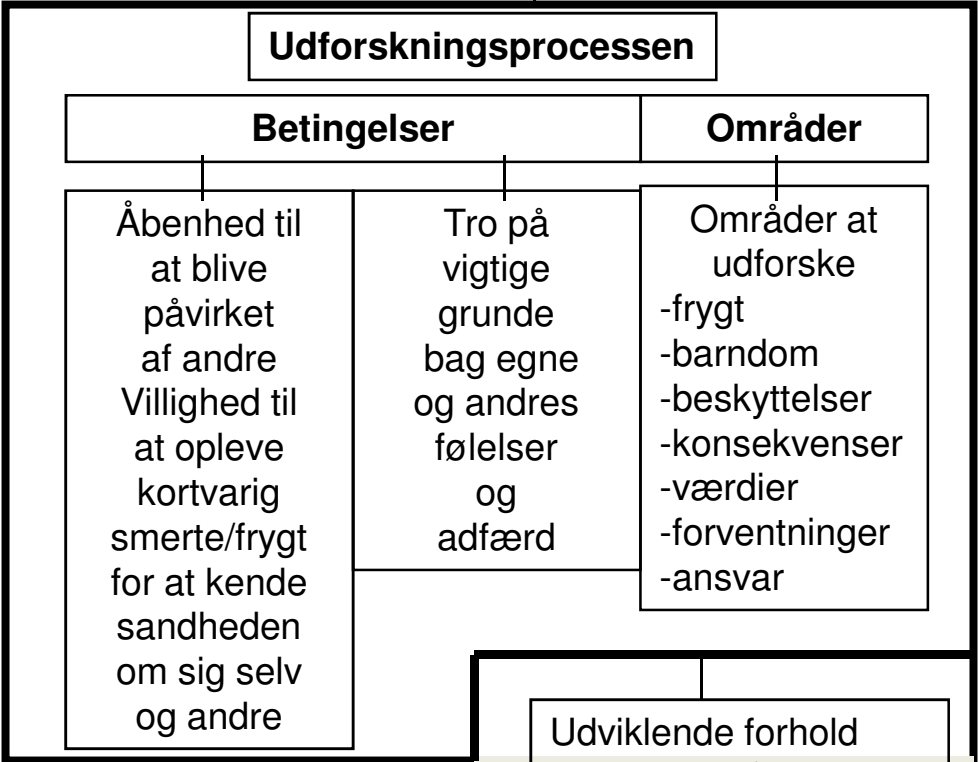 Udforskningsprocessen
Betingelser
Områder
Åbenhed til
at blive
påvirket
af andre
Villighed til
at opleve
kortvarig
smerte/frygt
for at kende
sandheden
om sig selv
og andre
Tro på
vigtige
grunde
bag egne
og andres
følelser
og
adfærd
Områder at
udforske
-frygt
-barndom
-beskyttelser
-konsekvenser
-værdier
-forventninger
-ansvar
Udviklende forhold